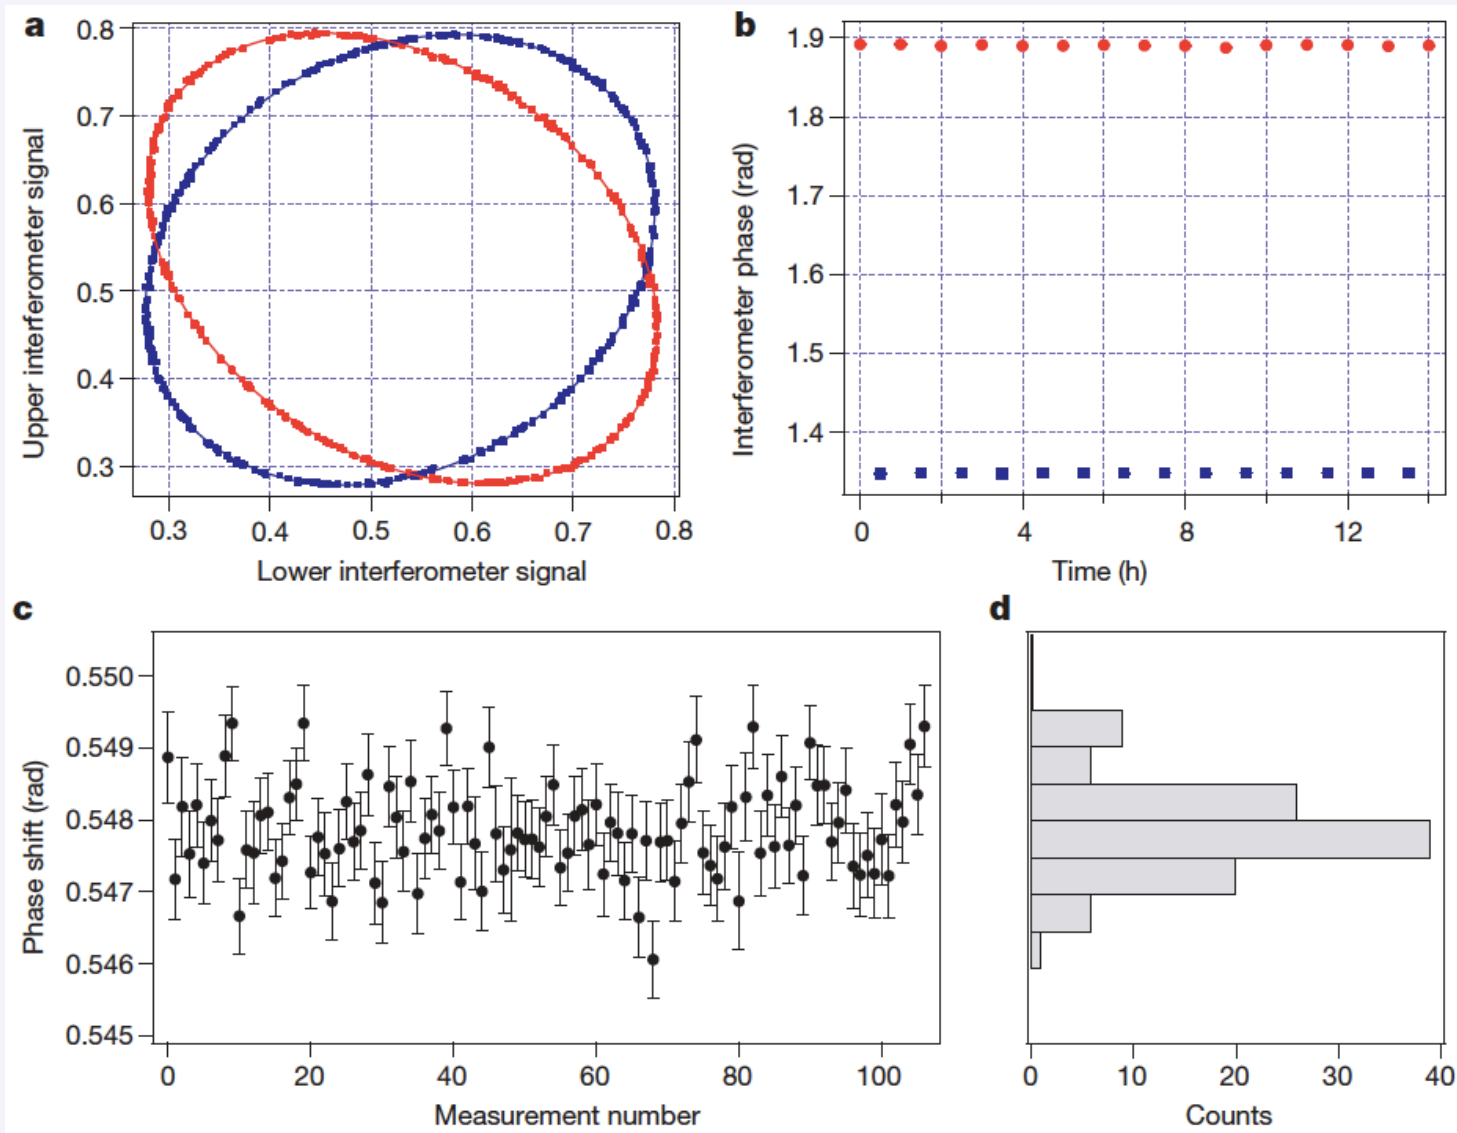 a
Upper interferometer signal
0.8
0.7
0.6
0.5
0.4
0.3
0.3 0.4 0.5 0.6 0.7 0.8
Lower interferometer signal
b
Interferometer phase (rad)
1.9
1.8
1.7
1.6
1.5
1.4
0 4 8 12
Time (h)
c
Phase shift (rad)
0.550
0.549
0.548
0.547
0.546
0.545
0 20 40 60 80 100
Measurement number
d
0 10 20 30 40
Counts